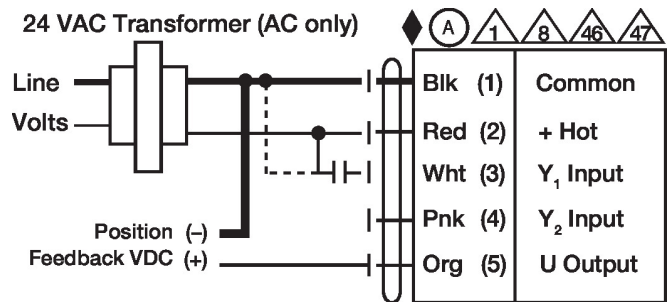 24 VAC Transformer (AC only)
A 1 8 46 47
Line
Volts
Blk (1) Common
Red (2) + Hot
Wht (3) Y₁ Input
Pnk (4) Y₂ Input
Org (5) U Output
Position (–)
Feedback VDC (+)